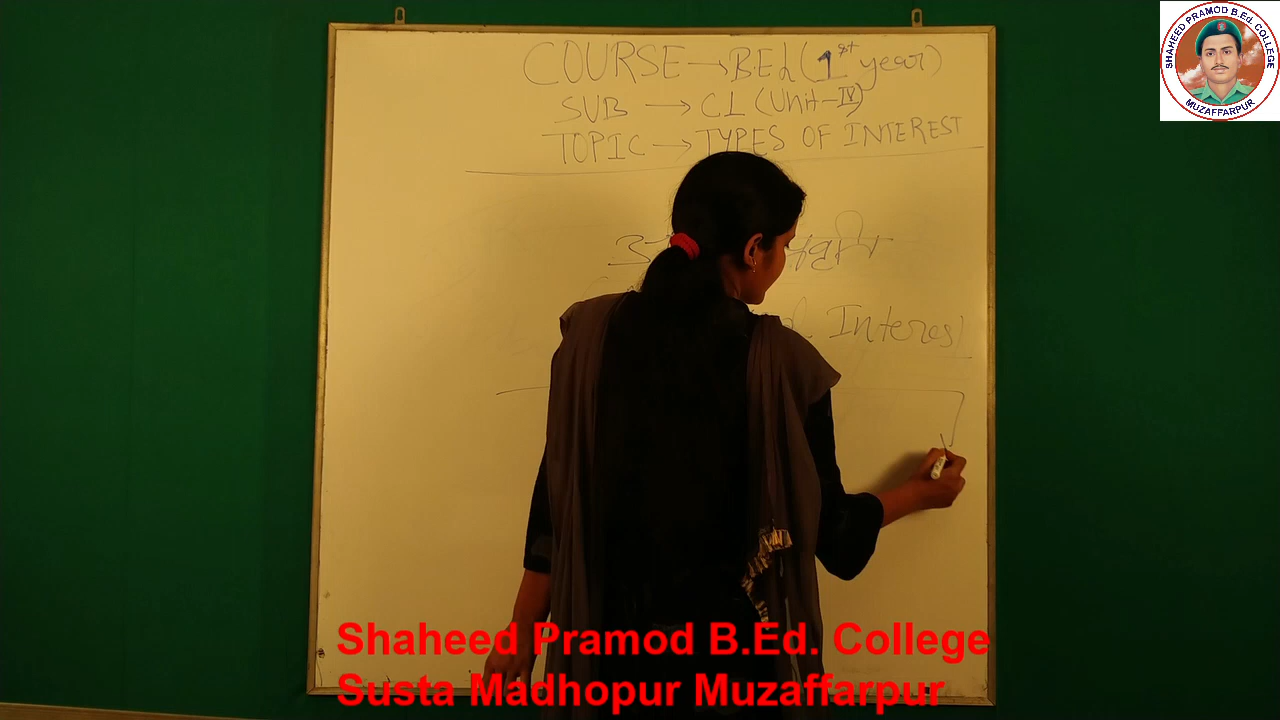 COURSE → B.Ed (1st year)
SUB → CL (Unit-IV)
TOPIC → TYPES OF INTEREST
Interest
SHAHEED PRAMOD B.Ed. COLLEGE
MUZAFFARPUR
Shaheed Pramod B.Ed. College
Susta Madhopur Muzaffarpur